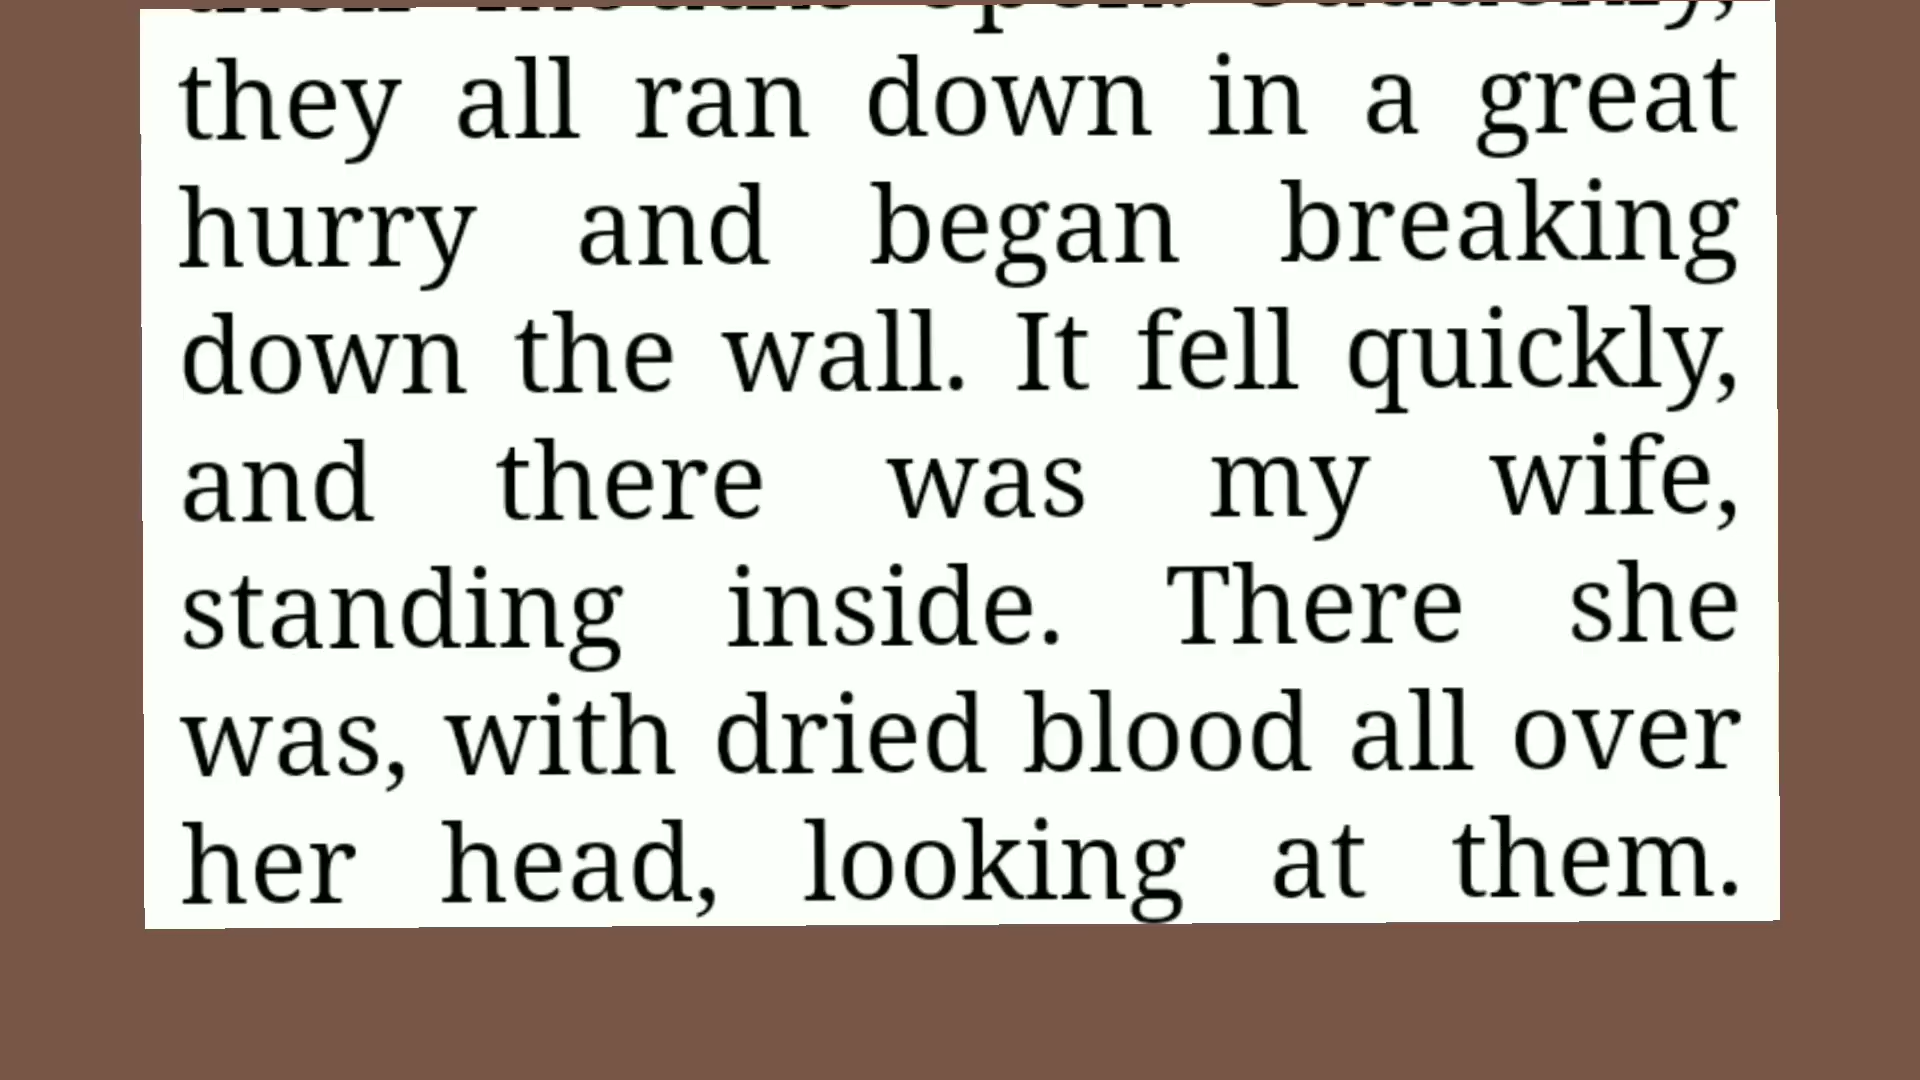 they all ran down in a great
hurry and began breaking
down the wall. It fell quickly,
and there was my wife,
standing inside. There she
was, with dried blood all over
her head, looking at them.